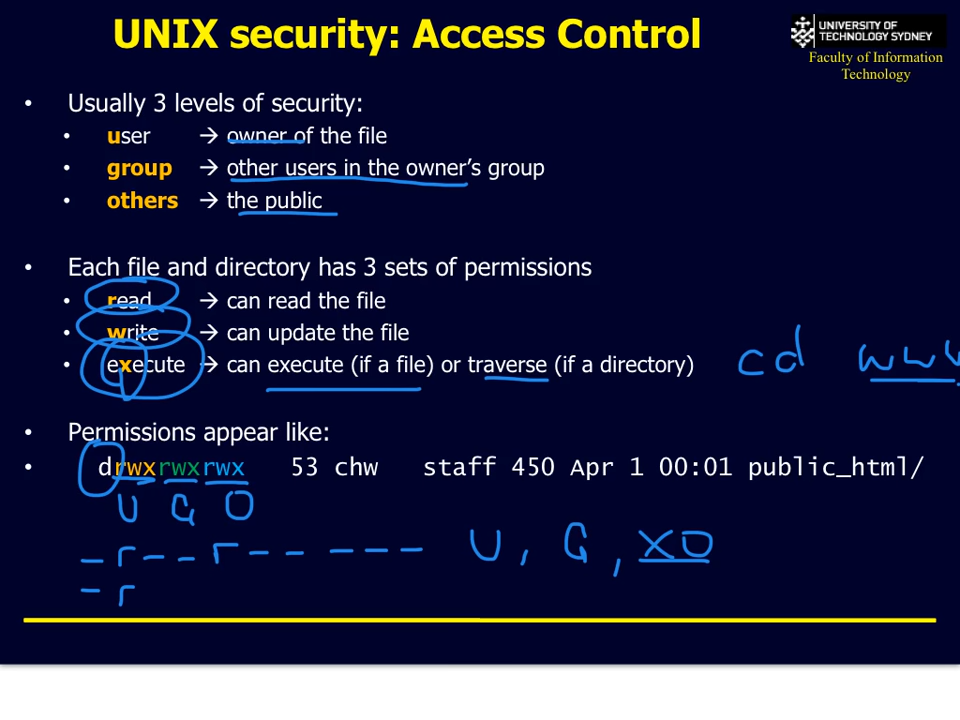 UNIX security: Access Control
UNIVERSITY OF
TECHNOLOGY SYDNEY
Faculty of Information
Technology
• Usually 3 levels of security:
• user → owner of the file
• group → other users in the owner's group
• others → the public
• Each file and directory has 3 sets of permissions
• read → can read the file
• write → can update the file
• execute → can execute (if a file) or traverse (if a directory)
cd www
• Permissions appear like:
• drwxrwxrwx 53 chw staff 450 Apr 1 00:01 public_html/
U G O
-r--r-----  U, G, XO
-r